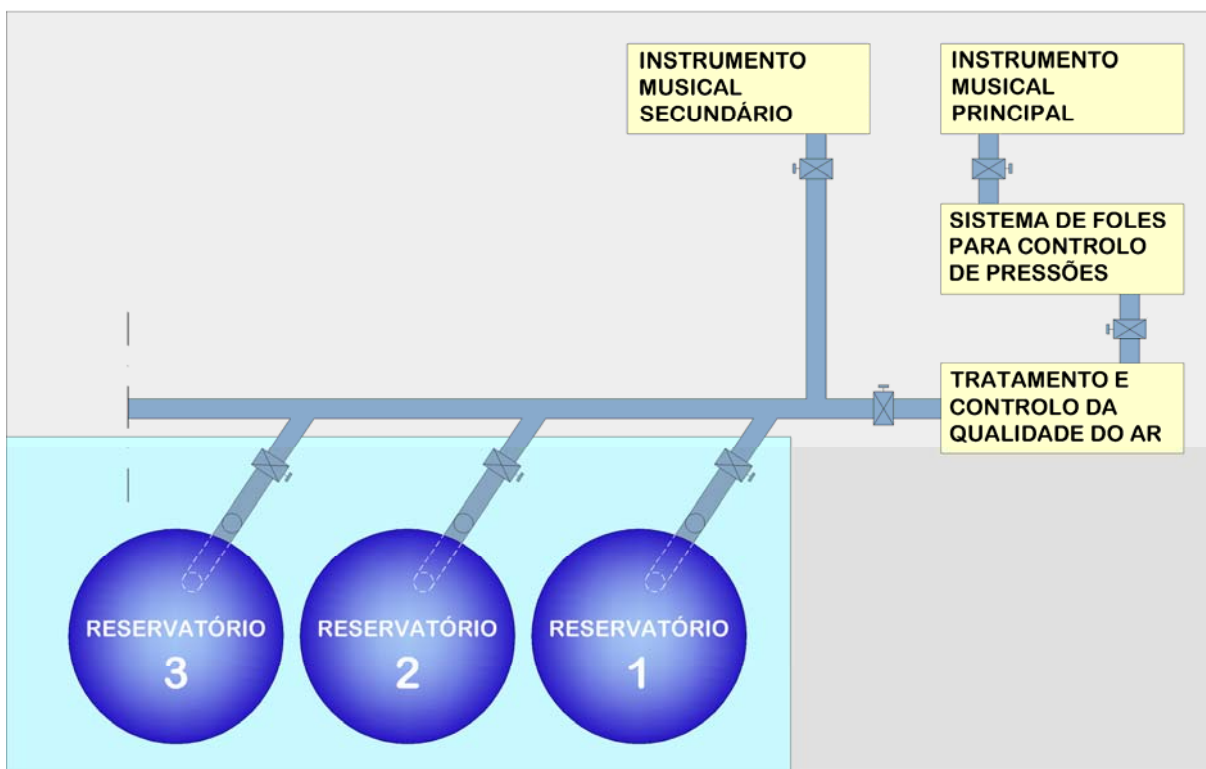 INSTRUMENTO
MUSICAL
SECUNDÁRIO
INSTRUMENTO
MUSICAL
PRINCIPAL
SISTEMA DE FOLES
PARA CONTROLO
DE PRESSÕES
TRATAMENTO E
CONTROLO DA
QUALIDADE DO AR
RESERVATÓRIO
3
RESERVATÓRIO
2
RESERVATÓRIO
1